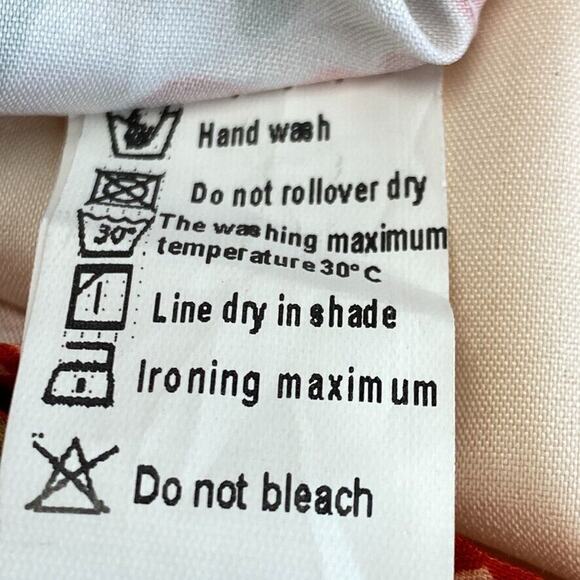 Hand wash
Do not rollover dry
30°
The washing maximum
temperature 30° C
Line dry in shade
Ironing maximum
Do not bleach